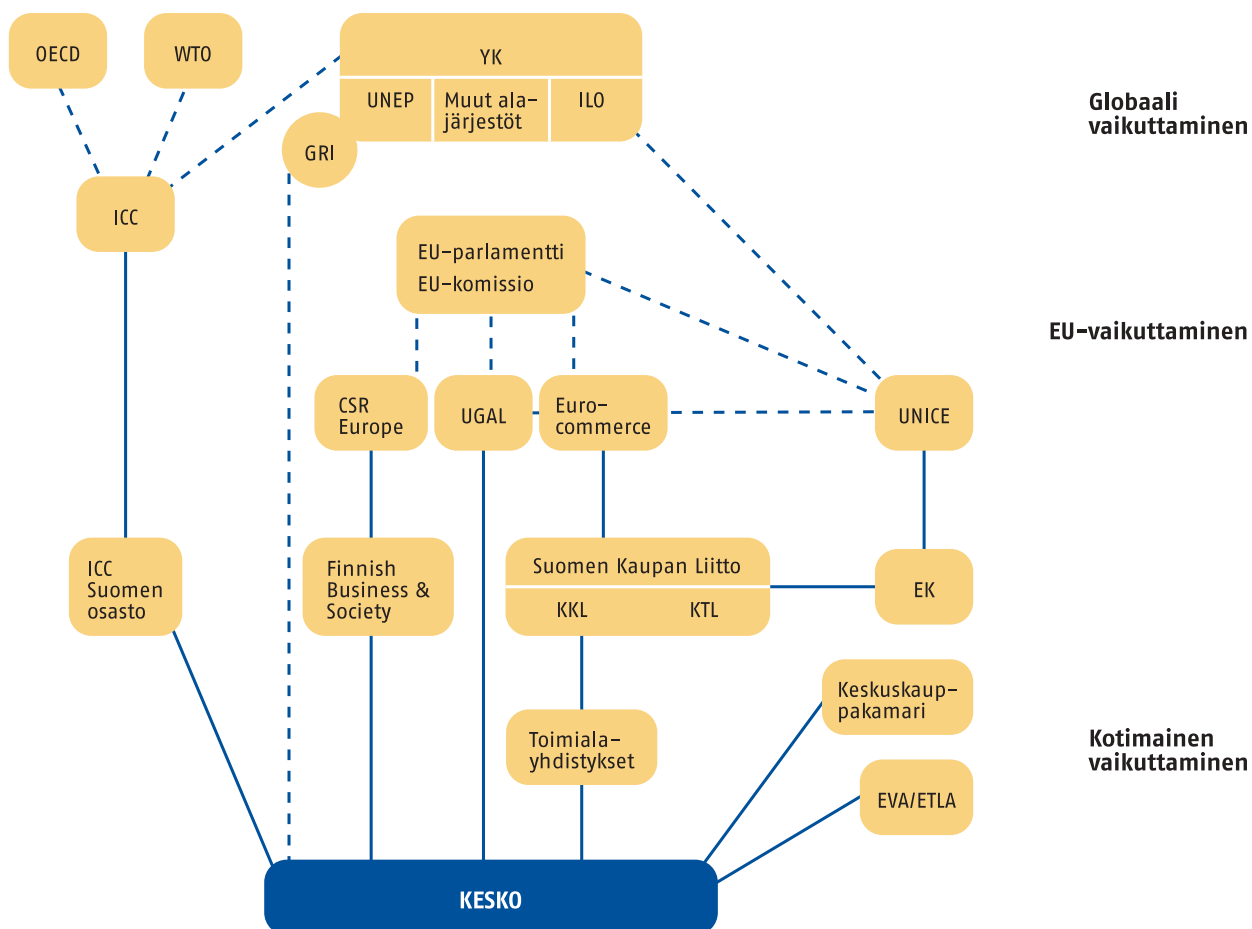 OECD
WTO
YK
UNEP
Muut ala-
järjestöt
ILO
GRI
Globaali
vaikuttaminen
ICC
EU-parlamentti
EU-komissio
EU-vaikuttaminen
CSR
Europe
UGAL
Euro-
commerce
UNICE
ICC
Suomen
osasto
Finnish
Business &
Society
Suomen Kaupan Liitto
KKL
KTL
EK
Keskuskaup-
pakamari
Toimiala-
yhdistykset
Kotimainen
vaikuttaminen
EVA/ETLA
KESKO